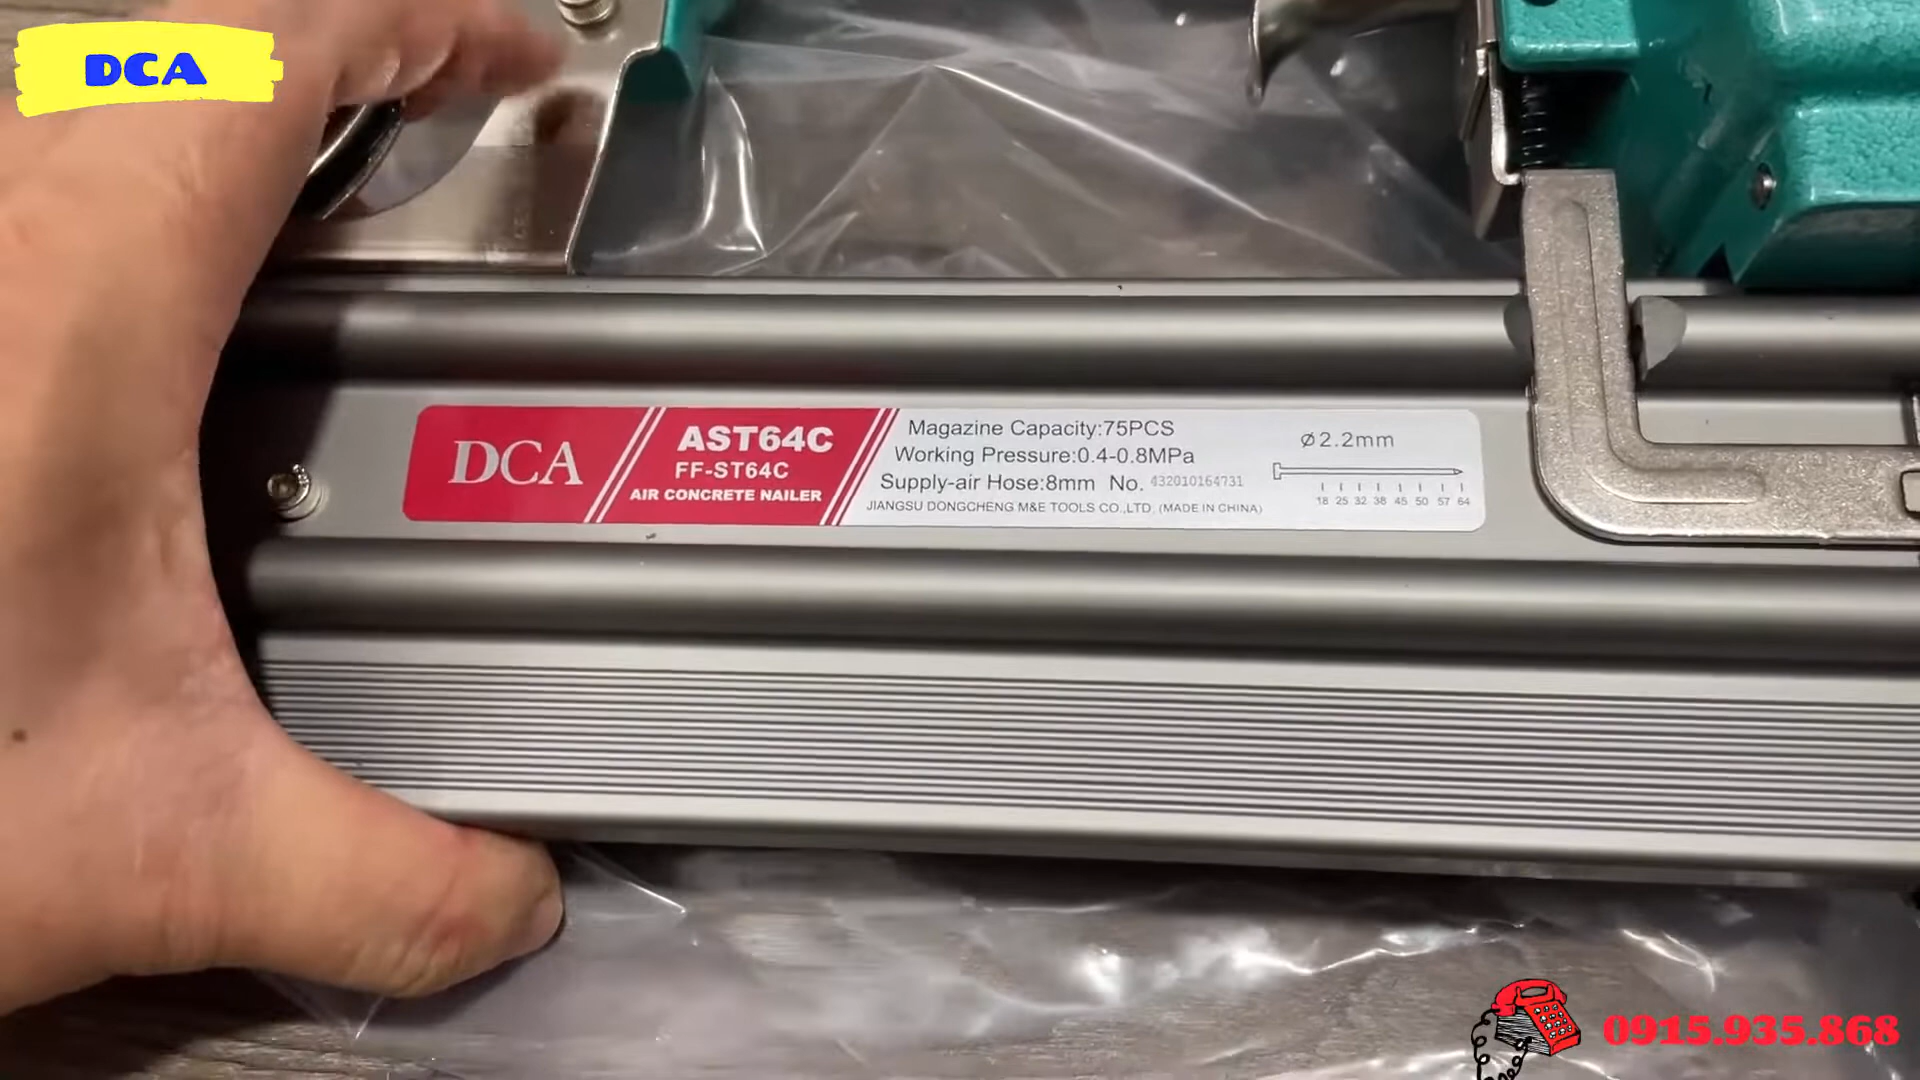 DCA
DCA
AST64C
FF-ST64C
AIR CONCRETE NAILER
Magazine Capacity:75PCS
Working Pressure:0.4-0.8MPa
Supply-air Hose:8mm No. 432010164731
JIANGSU DONGCHENG M&E TOOLS CO.,LTD. (MADE IN CHINA)
Ø2.2mm
18 25 32 38 45 50 57 64
0915.935.868